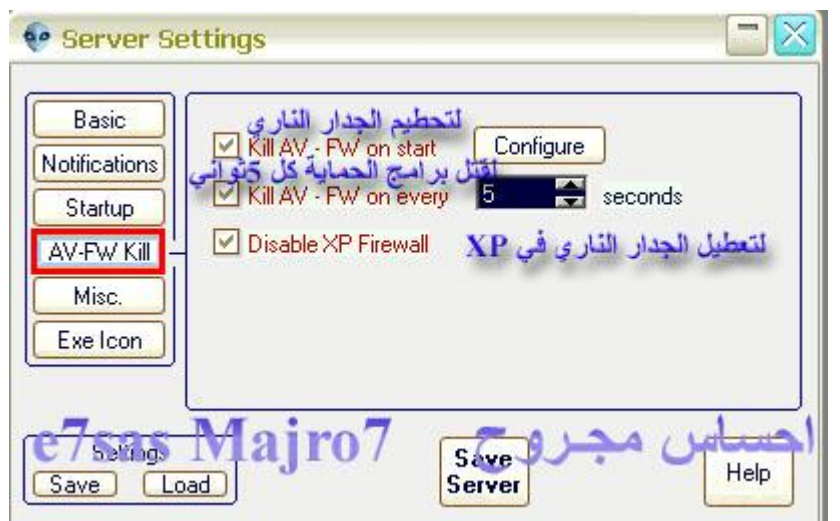 Server Settings
Basic
Notifications
Startup
AV-FW Kill
Misc.
Exe Icon
لتحطيم الجدار الناري
Kill AV - FW on start
Configure
لقتل برامج الحماية كل 5ثواني
Kill AV - FW on every
5
seconds
Disable XP Firewall
لتعطيل الجدار الناري في XP
e7sas Majro7
احساس مجروح
Settings
Save
Load
Save
Server
Help